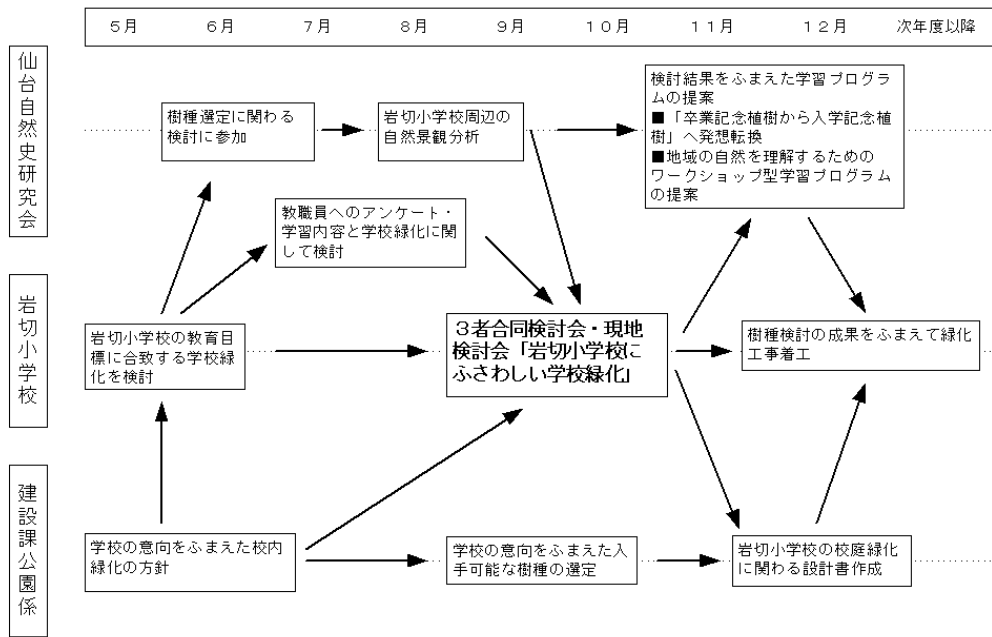 5月 6月 7月 8月 9月 10月 11月 12月 次年度以降
仙台自然史研究会
樹種選定に関わる
検討に参加
岩切小学校周辺の
自然景観分析
検討結果をふまえた学習プログラ
ムの提案
■「卒業記念植樹から入学記念植
樹」へ発想転換
■地域の自然を理解するための
ワークショップ型学習プログラム
の提案
教職員へのアンケート・
学習内容と学校緑化に関
して検討
岩切小学校
岩切小学校の教育目
標に合致する学校緑
化を検討
3者合同検討会・現地
検討会「岩切小学校に
ふさわしい学校緑化」
樹種検討の成果をふまえて緑化
工事着工
建設課公園係
学校の意向をふまえた校内
緑化の方針
学校の意向をふまえた入
手可能な樹種の選定
岩切小学校の校庭緑化
に関わる設計書作成